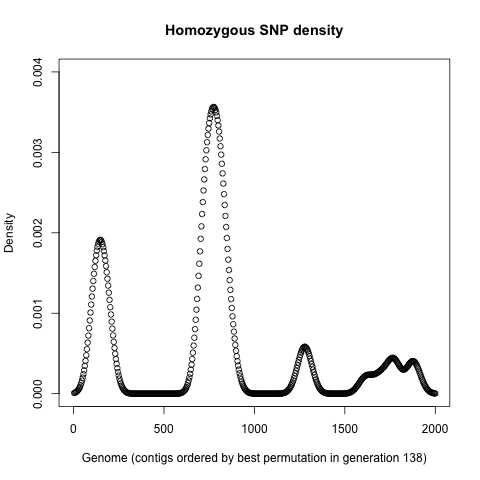 Homozygous SNP density
0.004
0.003
0.002
0.001
0.000
Density
0 500 1000 1500 2000
Genome (contigs ordered by best permutation in generation 138)